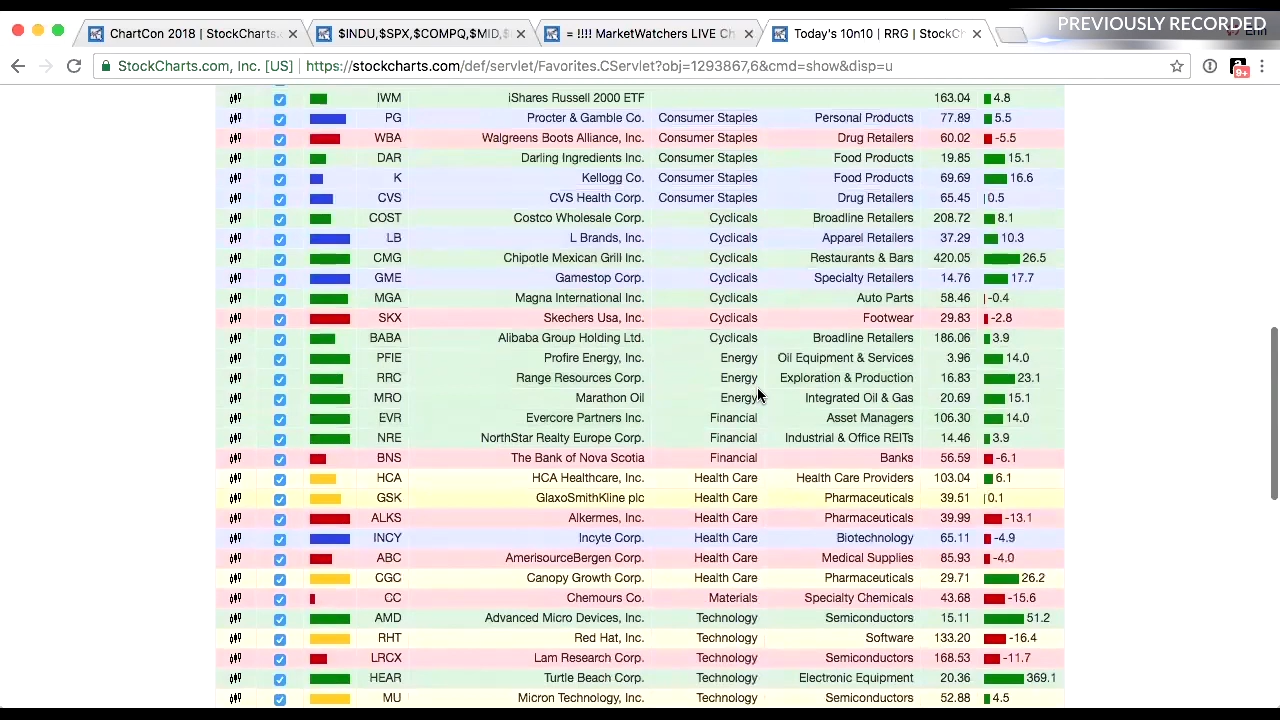 PREVIOUSLY RECORDED
ChartCon 2018 | StockCharts.
$INDU,$SPX,$COMPQ,$MID,$
= !!!! MarketWatchers LIVE Ch
Today's 10n10 | RRG | StockCh
StockCharts.com, Inc. [US] | https://stockcharts.com/def/servlet/Favorites.CServlet?obj=1293867,6&cmd=show&disp=u
9+
IWM iShares Russell 2000 ETF 163.04 4.8
PG Procter & Gamble Co. Consumer Staples Personal Products 77.89 5.5
WBA Walgreens Boots Alliance, Inc. Consumer Staples Drug Retailers 60.02 -5.5
DAR Darling Ingredients Inc. Consumer Staples Food Products 19.85 15.1
K Kellogg Co. Consumer Staples Food Products 69.69 16.6
CVS CVS Health Corp. Consumer Staples Drug Retailers 65.45 0.5
COST Costco Wholesale Corp. Cyclicals Broadline Retailers 208.72 8.1
LB L Brands, Inc. Cyclicals Apparel Retailers 37.29 10.3
CMG Chipotle Mexican Grill Inc. Cyclicals Restaurants & Bars 420.05 26.5
GME Gamestop Corp. Cyclicals Specialty Retailers 14.76 17.7
MGA Magna International Inc. Cyclicals Auto Parts 58.46 -0.4
SKX Skechers Usa, Inc. Cyclicals Footwear 29.83 -2.8
BABA Alibaba Group Holding Ltd. Cyclicals Broadline Retailers 186.06 3.9
PFIE Profire Energy, Inc. Energy Oil Equipment & Services 3.96 14.0
RRC Range Resources Corp. Energy Exploration & Production 16.83 23.1
MRO Marathon Oil Energy Integrated Oil & Gas 20.69 15.1
EVR Evercore Partners Inc. Financial Asset Managers 106.30 14.0
NRE NorthStar Realty Europe Corp. Financial Industrial & Office REITs 14.46 3.9
BNS The Bank of Nova Scotia Financial Banks 56.59 -6.1
HCA HCA Healthcare, Inc. Health Care Health Care Providers 103.04 6.1
GSK GlaxoSmithKline plc Health Care Pharmaceuticals 39.51 0.1
ALKS Alkermes, Inc. Health Care Pharmaceuticals 39.99 -13.1
INCY Incyte Corp. Health Care Biotechnology 65.11 -4.9
ABC AmerisourceBergen Corp. Health Care Medical Supplies 85.93 -4.0
CGC Canopy Growth Corp. Health Care Pharmaceuticals 29.71 26.2
CC Chemours Co. Materials Specialty Chemicals 43.68 -15.6
AMD Advanced Micro Devices, Inc. Technology Semiconductors 15.11 51.2
RHT Red Hat, Inc. Technology Software 133.20 -16.4
LRCX Lam Research Corp. Technology Semiconductors 168.53 -11.7
HEAR Turtle Beach Corp. Technology Electronic Equipment 20.36 369.1
MU Micron Technology, Inc. Technology Semiconductors 52.88 4.5